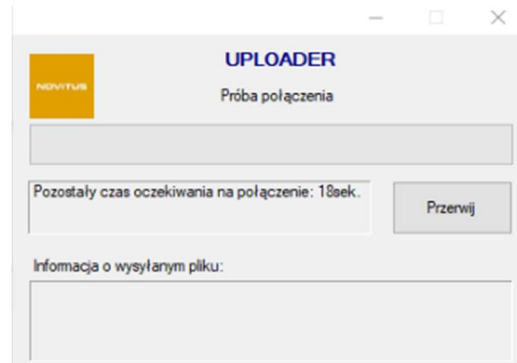 UPLOADER
NOVITUS
Próba połączenia
Pozostały czas oczekiwania na połączenie: 18sek.
Przerwij
Informacja o wysyłanym pliku: